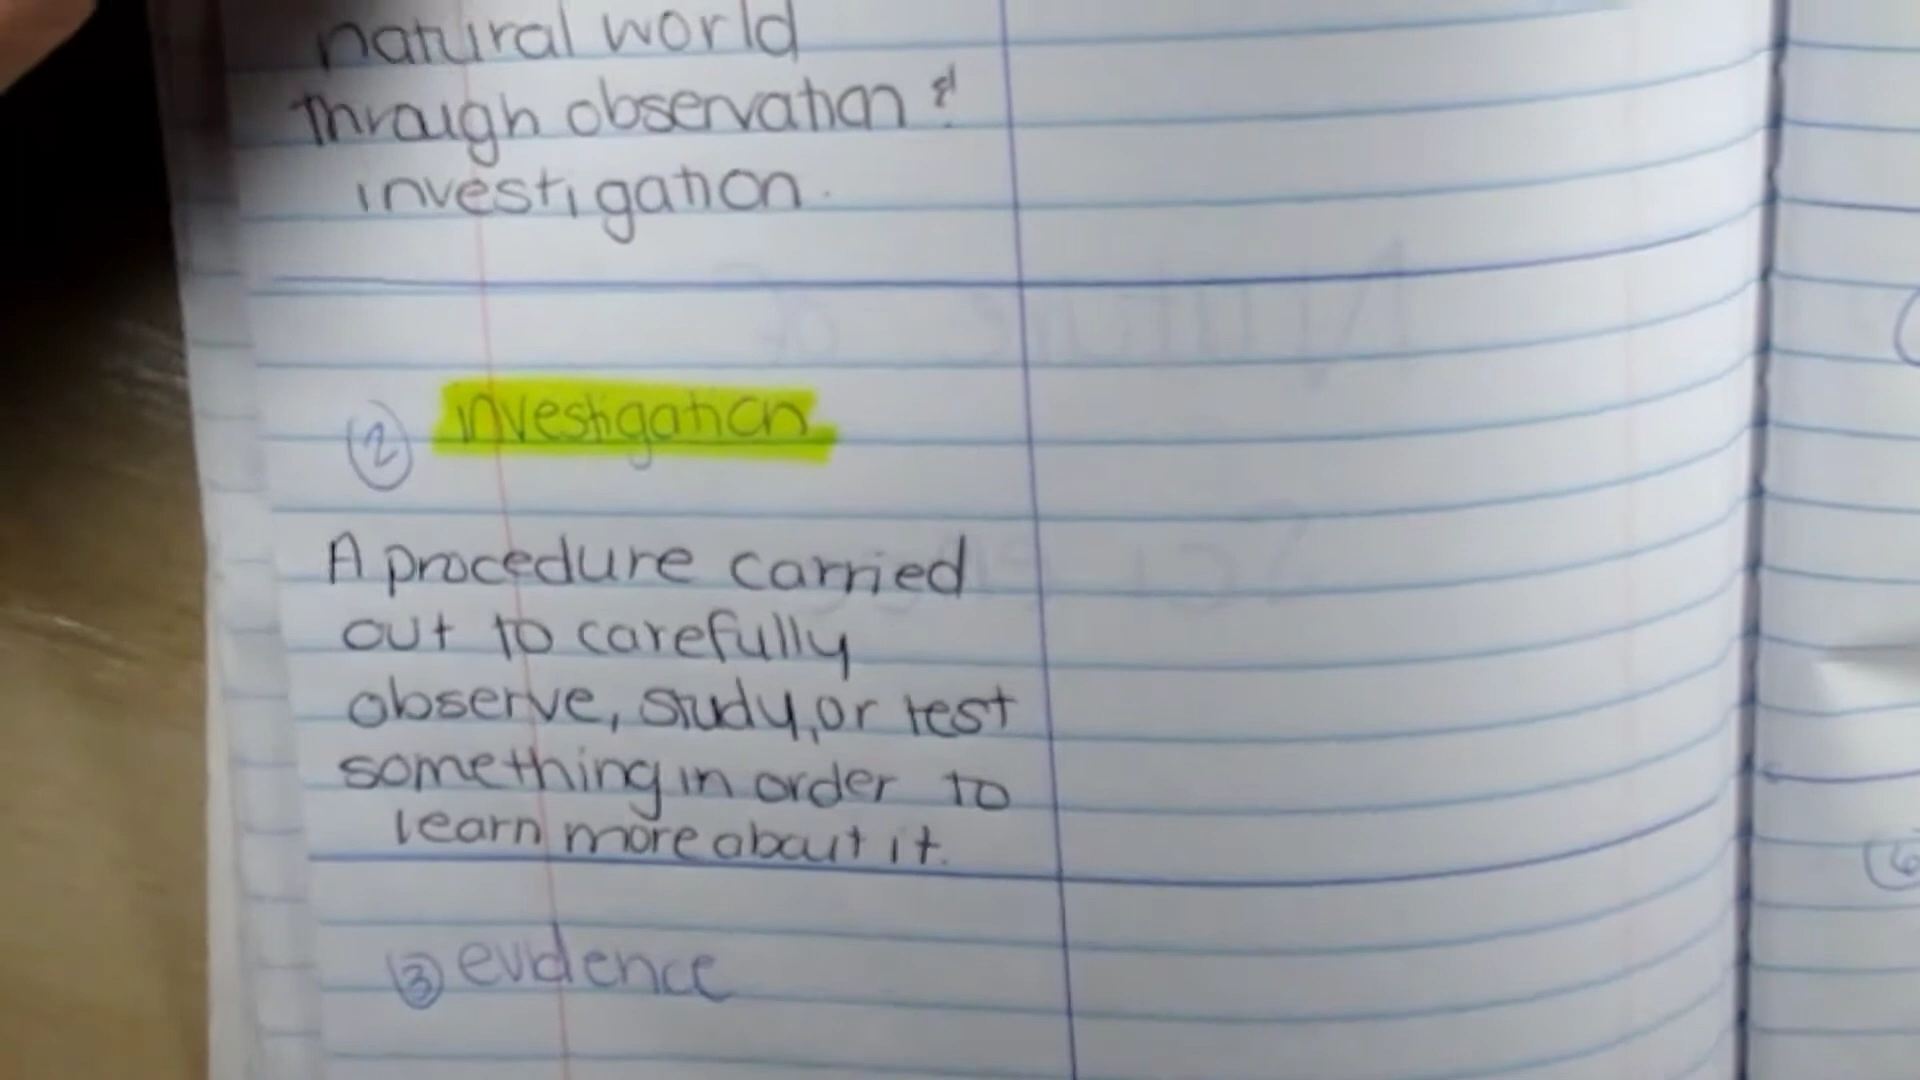 natural world
through observation &
investigation.
② investigation
A procedure carried
out to carefully
observe, study, or test
something in order to
learn more about it.
③ evidence